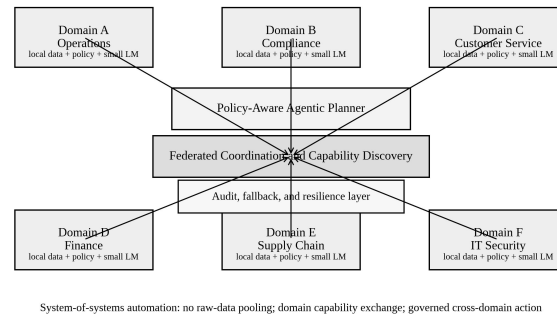 Domain A
Operations
local data + policy + small LM
Domain B
Compliance
local data + policy + small LM
Domain C
Customer Service
local data + policy + small LM
Policy-Aware Agentic Planner
Federated Coordination and Capability Discovery
Audit, fallback, and resilience layer
Domain D
Finance
local data + policy + small LM
Domain E
Supply Chain
local data + policy + small LM
Domain F
IT Security
local data + policy + small LM
System-of-systems automation: no raw-data pooling; domain capability exchange; governed cross-domain action